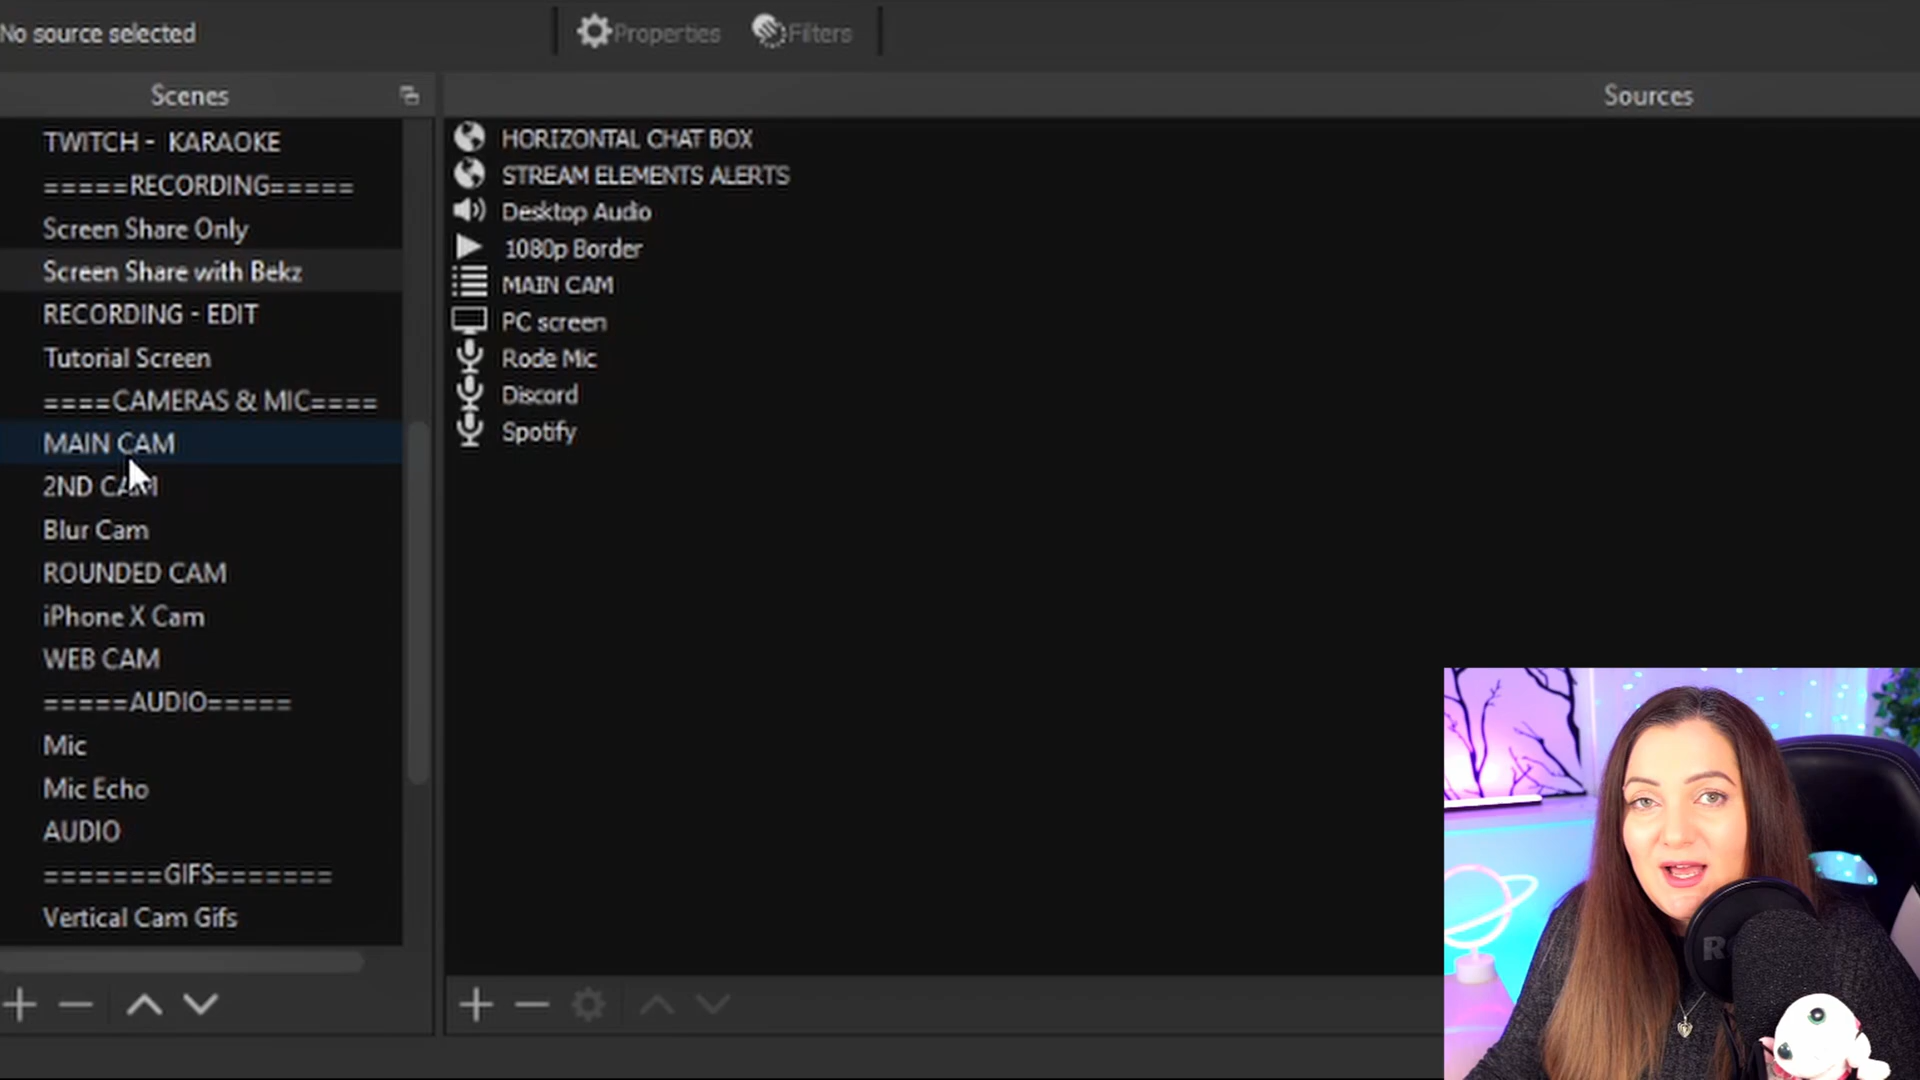 No source selected
Properties
Filters
Scenes
Sources
TWITCH - KARAOKE
=====RECORDING=====
Screen Share Only
Screen Share with Bekz
RECORDING - EDIT
Tutorial Screen
====CAMERAS & MIC====
MAIN CAM
2ND CAM
Blur Cam
ROUNDED CAM
iPhone X Cam
WEB CAM
=====AUDIO=====
Mic
Mic Echo
AUDIO
=======GIFS=======
Vertical Cam Gifs
HORIZONTAL CHAT BOX
STREAM ELEMENTS ALERTS
Desktop Audio
1080p Border
MAIN CAM
PC screen
Rode Mic
Discord
Spotify